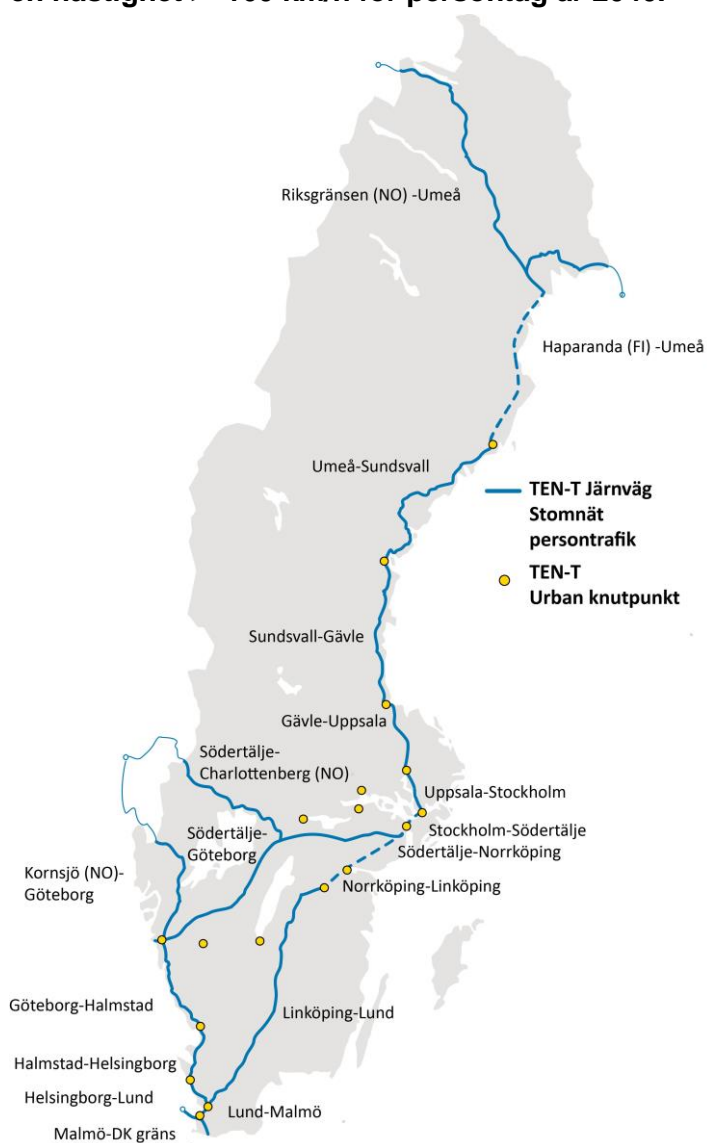 Riksgränsen (NO) -Umeå
Haparanda (FI) -Umeå
Umeå-Sundsvall
TEN-T Järnväg
Stomnät
persontrafik
TEN-T
Urban knutpunkt
Sundsvall-Gävle
Gävle-Uppsala
Södertälje-
Charlottenberg (NO)
Uppsala-Stockholm
Södertälje-
Göteborg
Stockholm-Södertälje
Södertälje-Norrköping
Kornsjö (NO)-
Göteborg
Norrköping-Linköping
Göteborg-Halmstad
Linköping-Lund
Halmstad-Helsingborg
Helsingborg-Lund
Lund-Malmö
Malmö-DK gräns